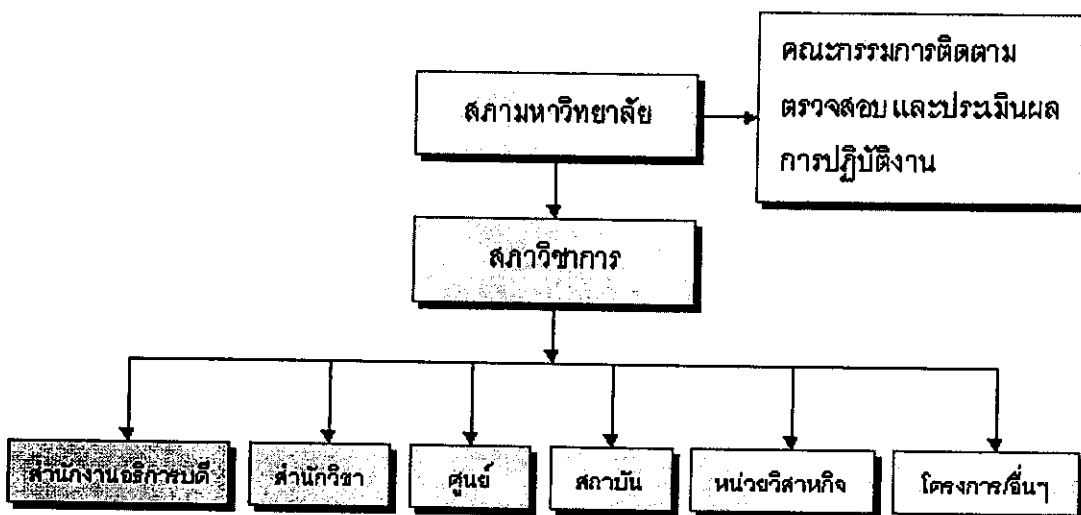 คณะกรรมการติดตาม
สภามหาวิทยาลัย
ตรวจสอบ และประเมินผล
การปฏิบัติงาน
สภาวิชาการ
สำนักงานอธิการบดี
สำนักวิชา
ศูนย์
สถาบัน
หน่วยวิสาหกิจ
โครงการ/อื่นๆ